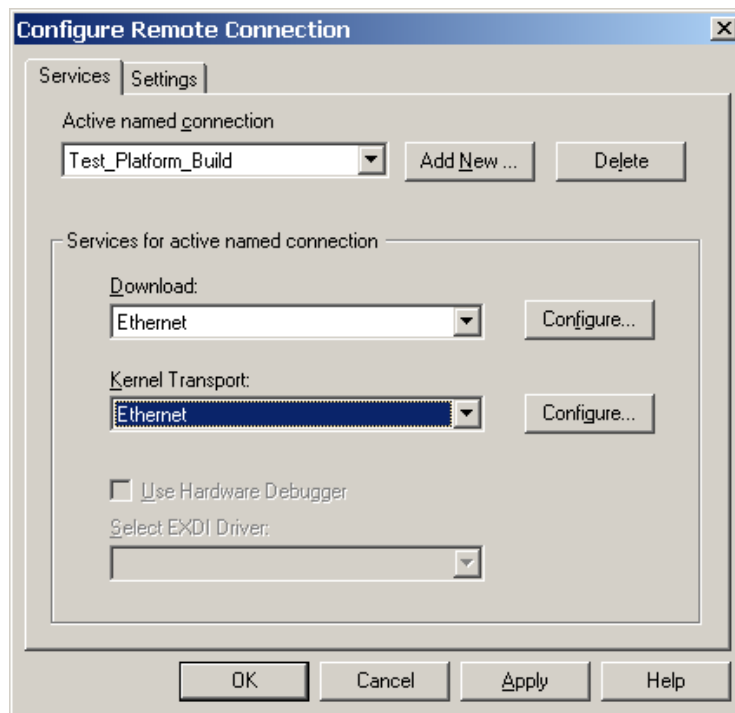 Configure Remote Connection
Services Settings
Active named connection
Test_Platform_Build Add New ... Delete
Services for active named connection
Download:
Ethernet Configure...
Kernel Transport:
Ethernet Configure...
Use Hardware Debugger
Select EXDI Driver:
OK Cancel Apply Help